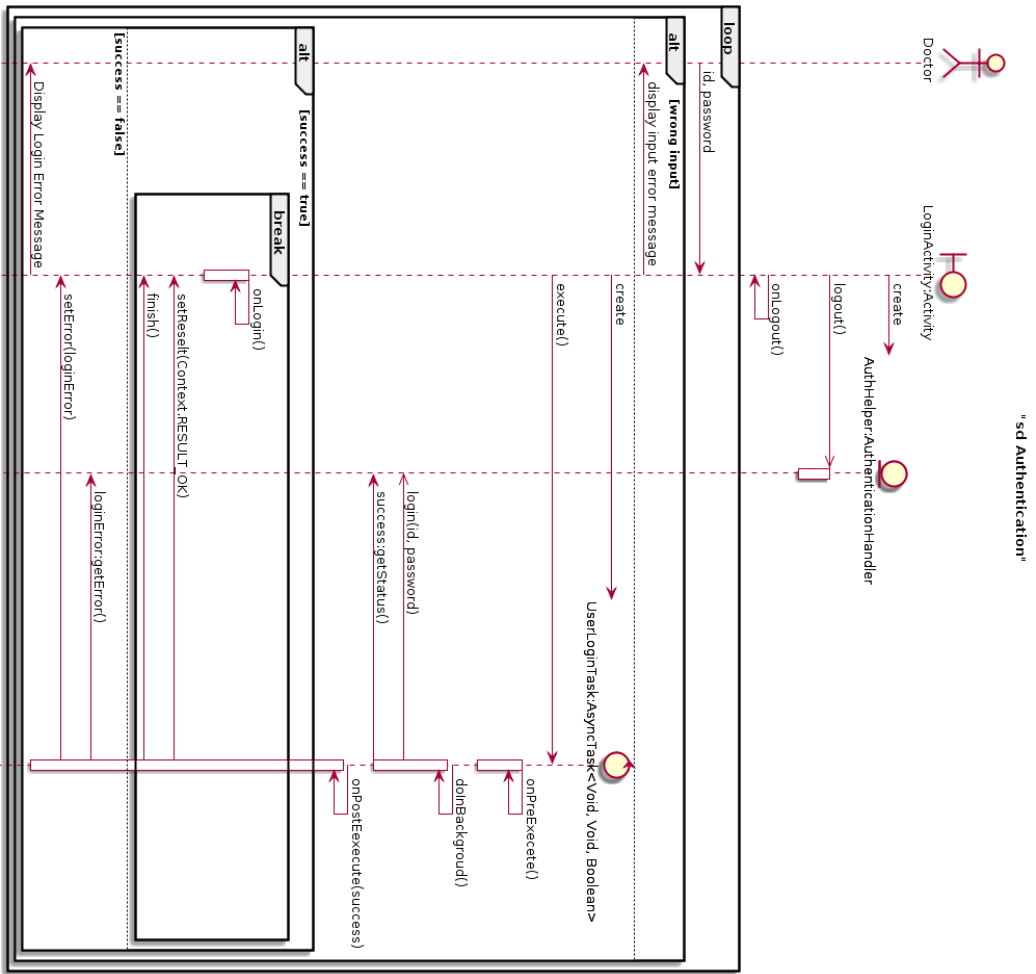 "sd Authentication"
Doctor
LoginActivity:Activity
create
AuthHelper:AuthenticationHandler
logout()
onLogout()
loop
id, password
alt
[wrong input]
display input error message
create
UserLoginTask:AsyncTask<Void, Void, Boolean>
execute()
onPreExecete()
doInBackgroud()
login(id, password)
success:getStatus()
onPostEexecute(success)
alt
[success == true]
break
onLogin()
setReselt(Context.RESULT_OK)
finish()
[success == false]
loginError:getError()
setError(loginError)
Display Login Error Message